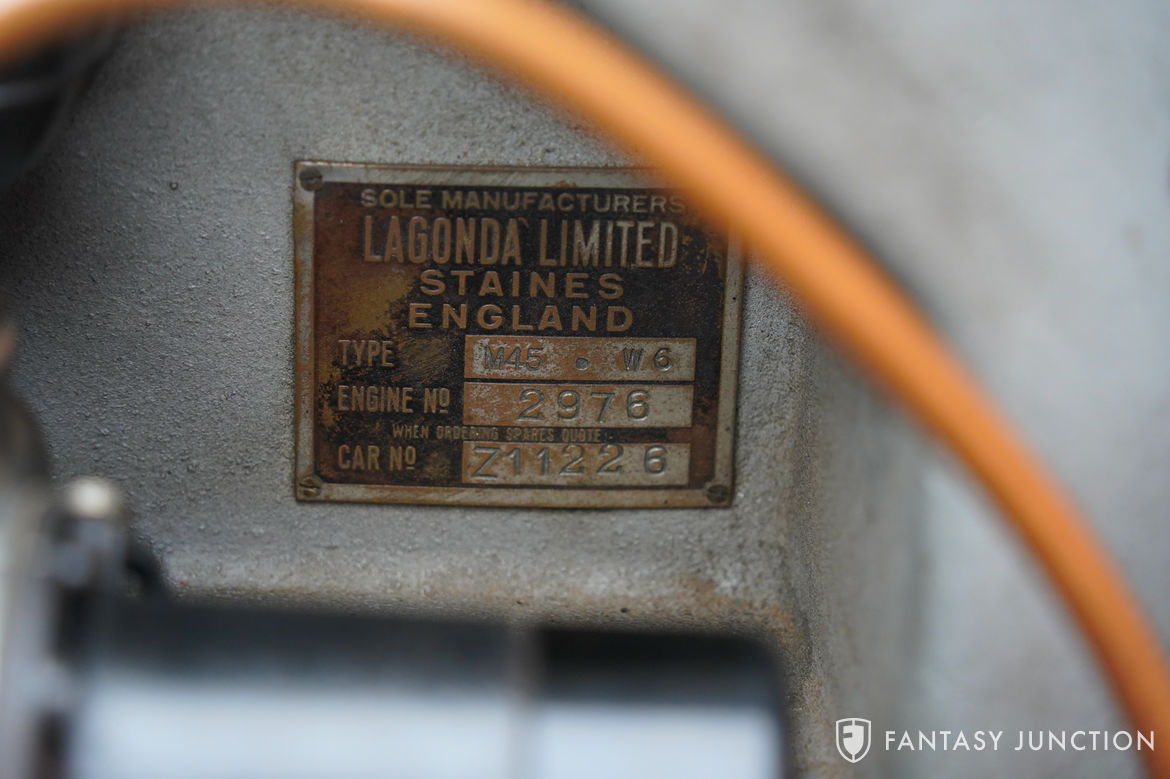 SOLE MANUFACTURERS
LAGONDA LIMITED
STAINES
ENGLAND
TYPE M45 • W6
ENGINE Nº 2976
WHEN ORDERING SPARES QUOTE
CAR Nº Z11226
FANTASY JUNCTION